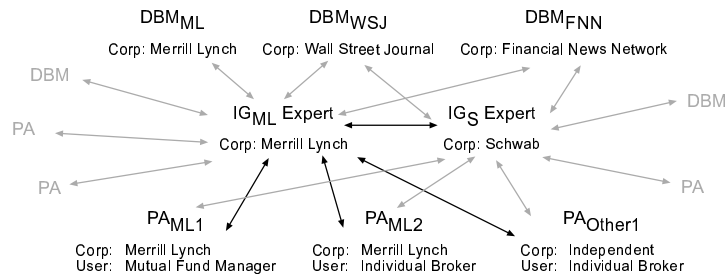 DBM_ML DBM_WSJ DBM_FNN
Corp: Merrill Lynch Corp: Wall Street Journal Corp: Financial News Network
DBM
DBM
IG_ML Expert IG_S Expert
PA
Corp: Merrill Lynch Corp: Schwab
PA
PA
PA_ML1 PA_ML2 PA_Other1
Corp: Merrill Lynch Corp: Merrill Lynch Corp: Independent
User: Mutual Fund Manager User: Individual Broker User: Individual Broker